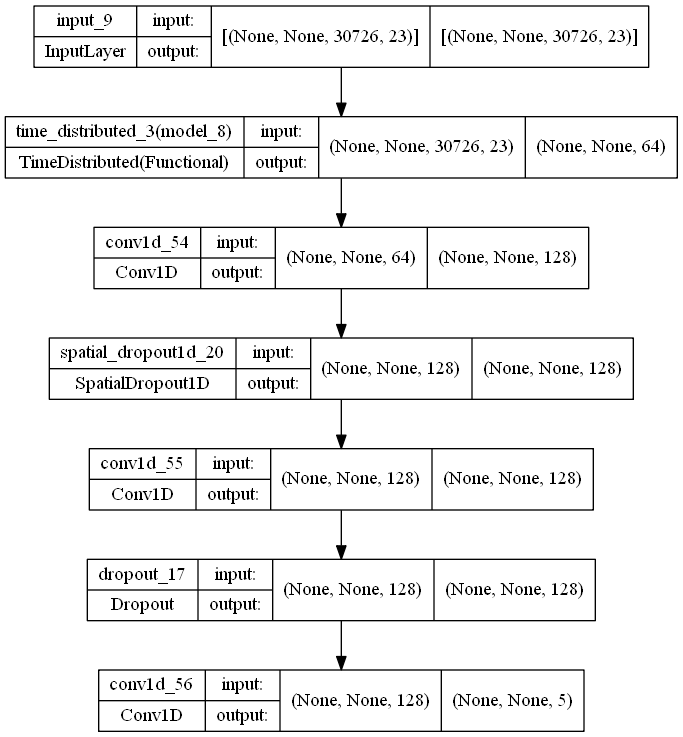 input_9 input: [(None, None, 30726, 23)] [(None, None, 30726, 23)]
InputLayer output:
time_distributed_3(model_8) input: (None, None, 30726, 23) (None, None, 64)
TimeDistributed(Functional) output:
conv1d_54 input: (None, None, 64) (None, None, 128)
Conv1D output:
spatial_dropout1d_20 input: (None, None, 128) (None, None, 128)
SpatialDropout1D output:
conv1d_55 input: (None, None, 128) (None, None, 128)
Conv1D output:
dropout_17 input: (None, None, 128) (None, None, 128)
Dropout output:
conv1d_56 input: (None, None, 128) (None, None, 5)
Conv1D output: